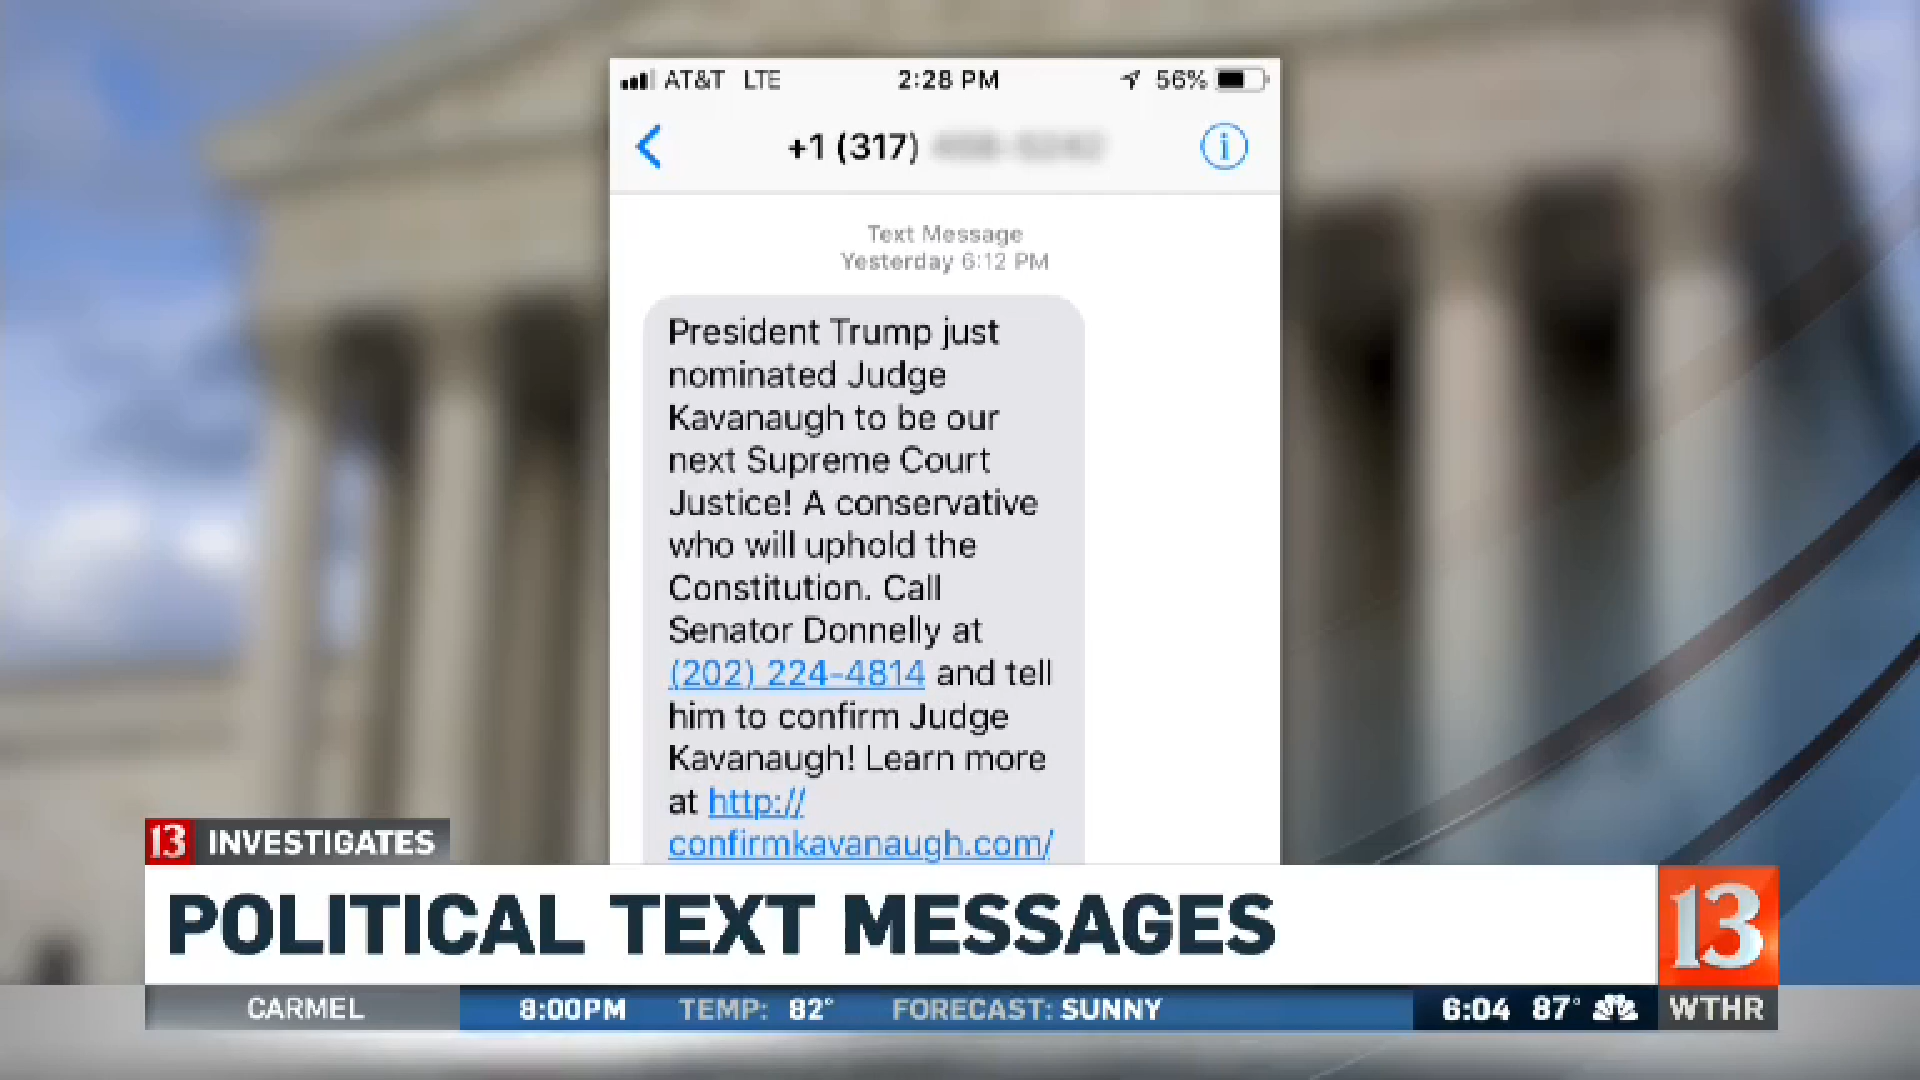 AT&T LTE 2:28 PM 56%
+1 (317)
Text Message
Yesterday 6:12 PM
President Trump just
nominated Judge
Kavanaugh to be our
next Supreme Court
Justice! A conservative
who will uphold the
Constitution. Call
Senator Donnelly at
(202) 224-4814 and tell
him to confirm Judge
Kavanaugh! Learn more
at http://
confirmkavanaugh.com/
13 INVESTIGATES
POLITICAL TEXT MESSAGES
13
CARMEL 8:00PM TEMP: 82° FORECAST: SUNNY 6:04 87° WTHR